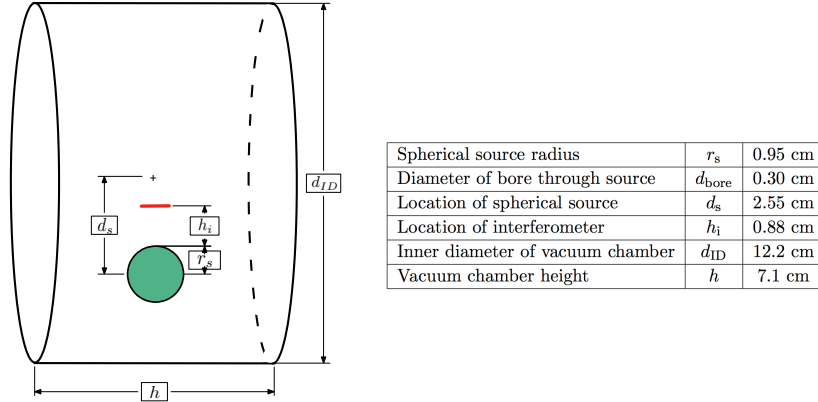 d_ID
d_s
h_i
r_s
h
Spherical source radius r_s 0.95 cm
Diameter of bore through source d_bore 0.30 cm
Location of spherical source d_s 2.55 cm
Location of interferometer h_i 0.88 cm
Inner diameter of vacuum chamber d_ID 12.2 cm
Vacuum chamber height h 7.1 cm